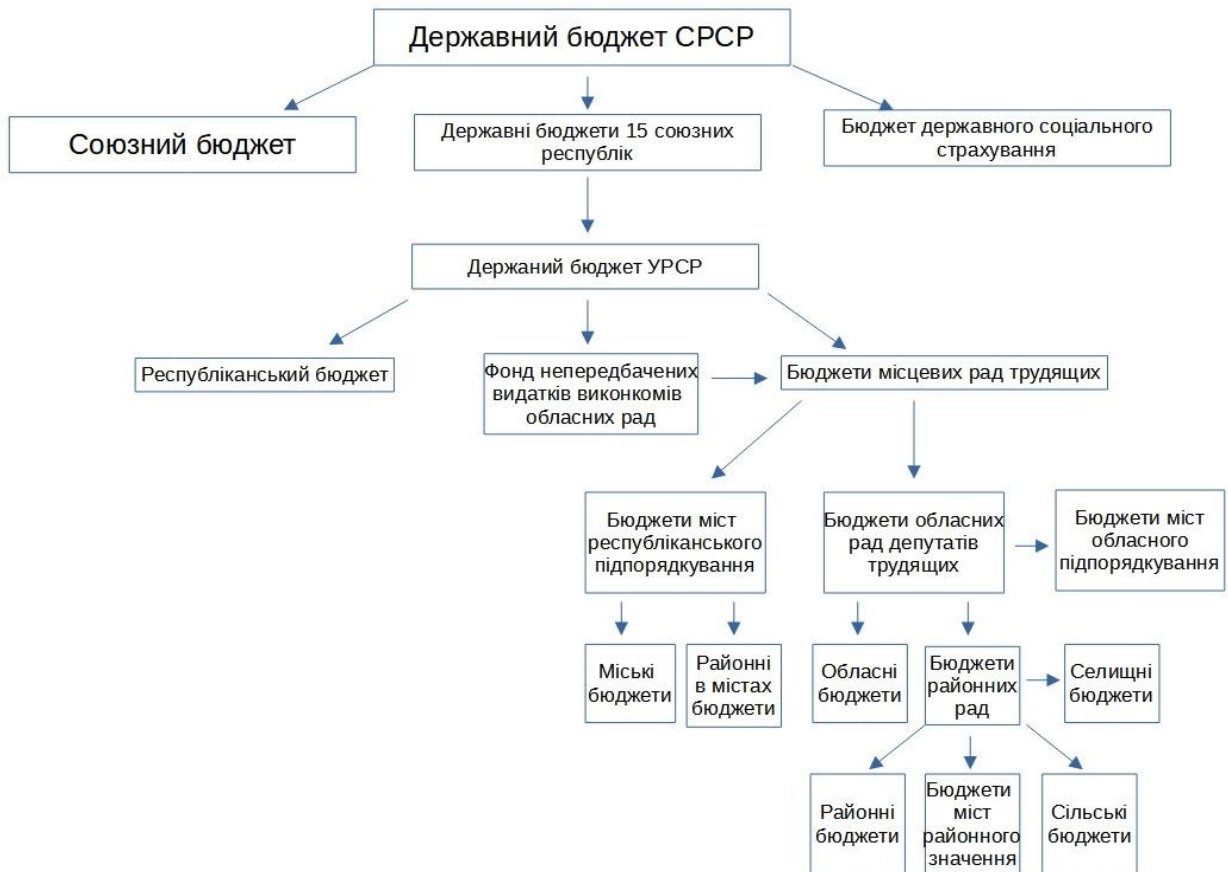 Державний бюджет СРСР
Союзний бюджет
Державні бюджети 15 союзних
республік
Бюджет державного соціального
страхування
Держаний бюджет УРСР
Республіканський бюджет
Фонд непередбачених
видатків виконкомів
обласних рад
Бюджети місцевих рад трудящих
Бюджети міст
республіканського
підпорядкування
Бюджети обласних
рад депутатів
трудящих
Бюджети міст
обласного
підпорядкування
Міські
бюджети
Районні
в містах
бюджети
Обласні
бюджети
Бюджети
районних
рад
Селищні
бюджети
Районні
бюджети
Бюджети
міст
районного
значення
Сільські
бюджети